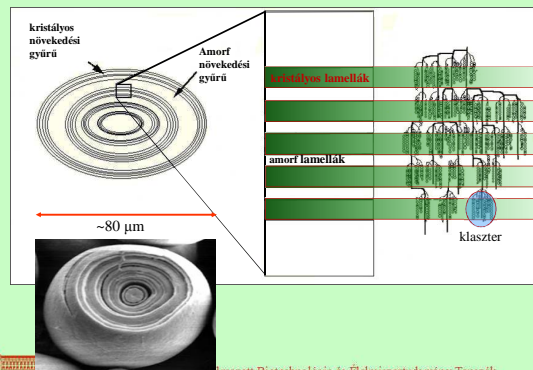 kristályos
növekedési
gyűrű
Amorf
növekedési
gyűrű
kristályos lamellák
amorf lamellák
~80 μm
klaszter